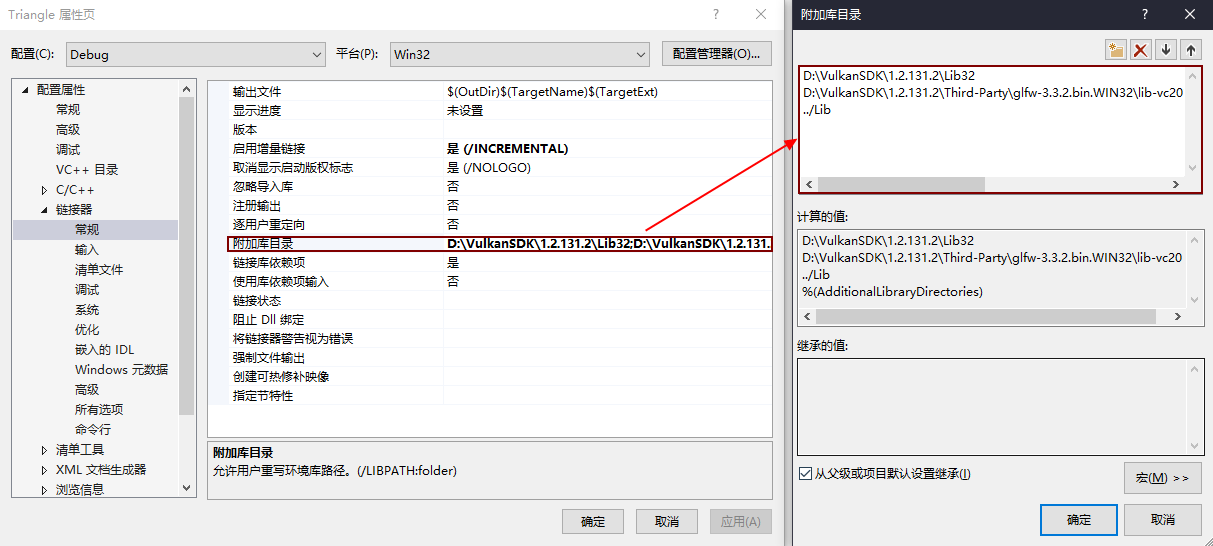 Triangle 属性页
配置(C):
Debug
平台(P):
Win32
配置管理器(O)...
配置属性
常规
高级
调试
VC++ 目录
C/C++
链接器
常规
输入
清单文件
调试
系统
优化
嵌入的 IDL
Windows 元数据
高级
所有选项
命令行
清单工具
XML 文档生成器
浏览信息
输出文件 $(OutDir)$(TargetName)$(TargetExt)
显示进度 未设置
版本
启用增量链接 是 (/INCREMENTAL)
取消显示启动版权标志 是 (/NOLOGO)
忽略导入库 否
注册输出 否
逐用户重定向 否
附加库目录 D:\VulkanSDK\1.2.131.2\Lib32;D:\VulkanSDK\1.2.131.
链接库依赖项 是
使用库依赖项输入 否
链接状态
阻止 Dll 绑定
将链接器警告视为错误
强制文件输出
创建可热修补映像
指定节特性
附加库目录
允许用户重写环境库路径。(/LIBPATH:folder)
确定
取消
应用(A)
附加库目录
D:\VulkanSDK\1.2.131.2\Lib32
D:\VulkanSDK\1.2.131.2\Third-Party\glfw-3.3.2.bin.WIN32\lib-vc20
../Lib
计算的值:
D:\VulkanSDK\1.2.131.2\Lib32
D:\VulkanSDK\1.2.131.2\Third-Party\glfw-3.3.2.bin.WIN32\lib-vc20
../Lib
%(AdditionalLibraryDirectories)
继承的值:
从父级或项目默认设置继承(I)
宏(M) >>
确定
取消